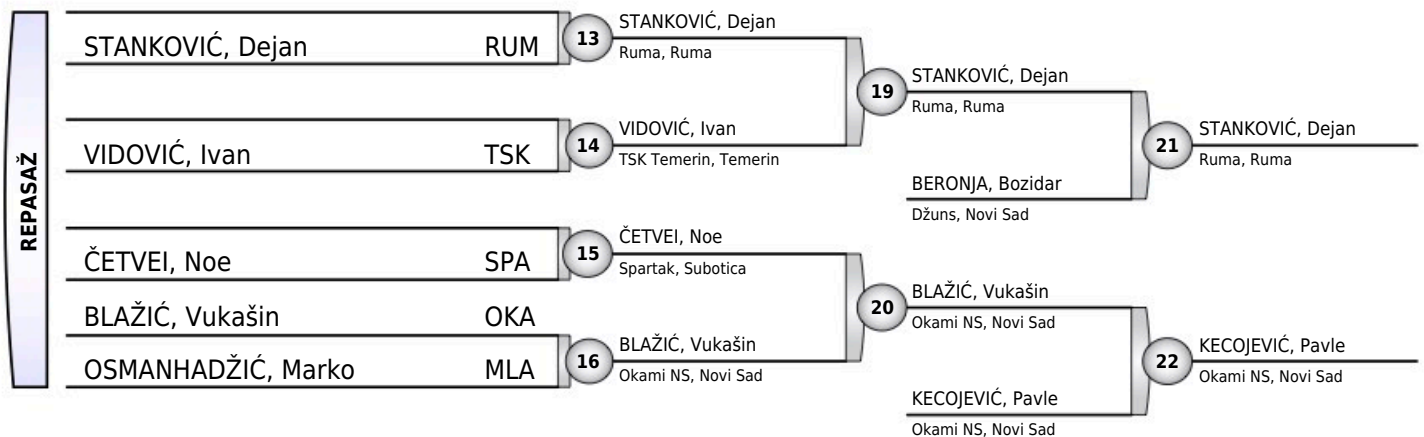 REPASAŽ
STANKOVIĆ, Dejan RUM
VIDOVIĆ, Ivan TSK
ČETVEI, Noe SPA
BLAŽIĆ, Vukašin OKA
OSMANHADŽIĆ, Marko MLA
13
STANKOVIĆ, Dejan
Ruma, Ruma
14
VIDOVIĆ, Ivan
TSK Temerin, Temerin
15
ČETVEI, Noe
Spartak, Subotica
16
BLAŽIĆ, Vukašin
Okami NS, Novi Sad
19
STANKOVIĆ, Dejan
Ruma, Ruma
BERONJA, Bozidar
Džuns, Novi Sad
20
BLAŽIĆ, Vukašin
Okami NS, Novi Sad
KECOJEVIĆ, Pavle
Okami NS, Novi Sad
21
STANKOVIĆ, Dejan
Ruma, Ruma
22
KECOJEVIĆ, Pavle
Okami NS, Novi Sad